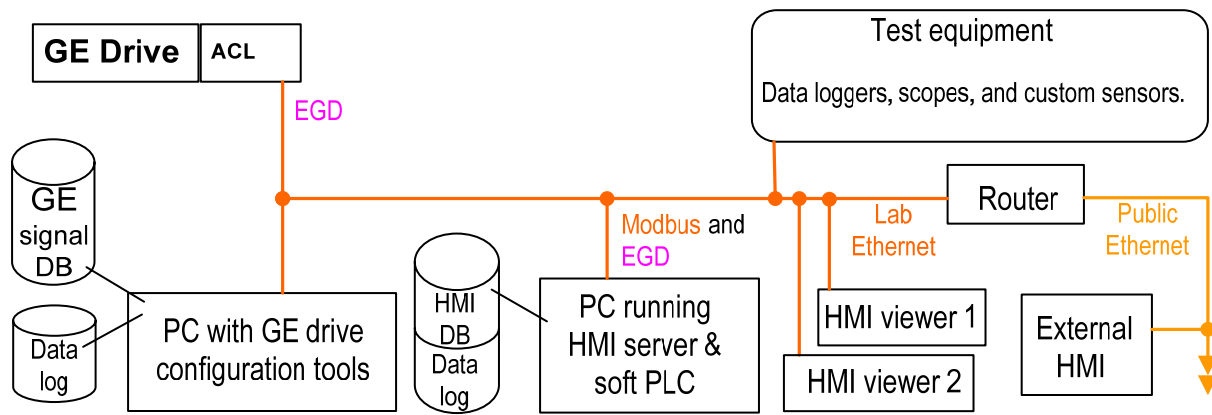 GE Drive
ACL
EGD
Test equipment
Data loggers, scopes, and custom sensors.
GE
signal
DB
Data
log
PC with GE drive
configuration tools
HMI
DB
Data
log
Modbus and
EGD
PC running
HMI server &
soft PLC
Lab
Ethernet
Router
Public
Ethernet
HMI viewer 1
HMI viewer 2
External
HMI